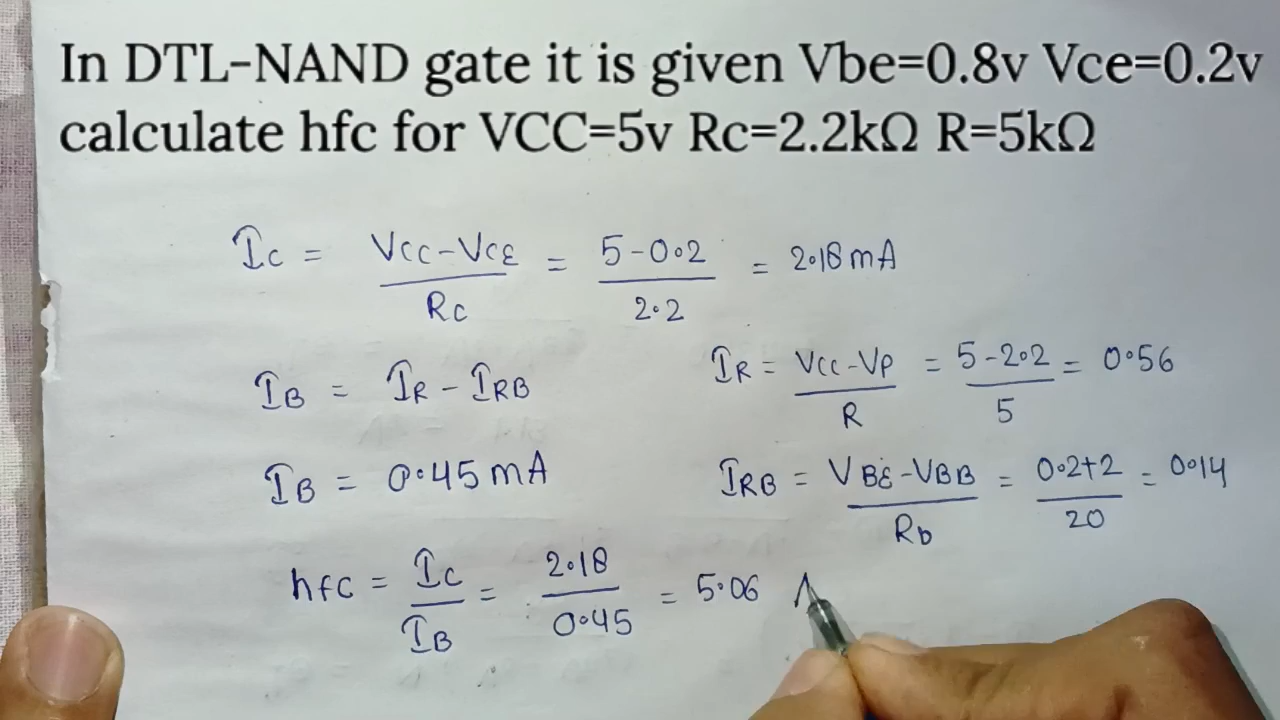 In DTL-NAND gate it is given Vbe=0.8v Vce=0.2v
calculate hfc for VCC=5v Rc=2.2kΩ R=5kΩ
Ic = VCC-VCE / RC = 5-0.2 / 2.2 = 2.18 mA
IB = IR - IRB
IR = Vcc-VP / R = 5-2.2 / 5 = 0.56
IB = 0.45 mA
IRB = VBE-VBB / Rb = 0.2+2 / 20 = 0.14
hfc = Ic / IB = 2.18 / 0.45 = 5.06